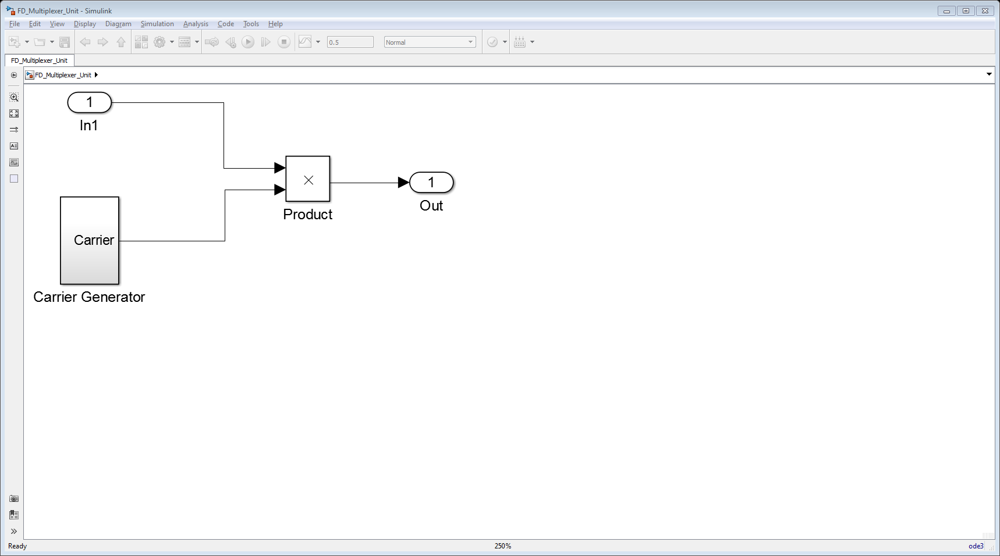 FD_Multiplexer_Unit - Simulink
File Edit View Display Diagram Simulation Analysis Code Tools Help
0.5 Normal
FD_Multiplexer_Unit
FD_Multiplexer_Unit
1
In1
Product
1
Out
Carrier
Carrier Generator
Ready 250% ode3